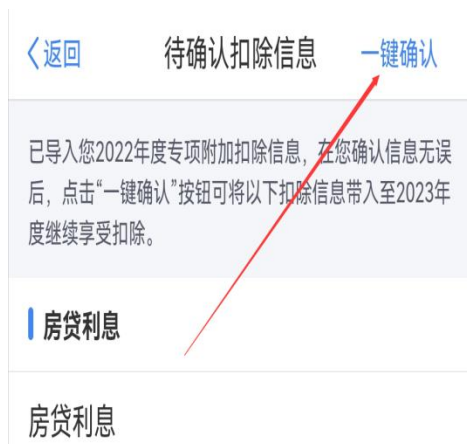 返回 待确认扣除信息 一键确认
已导入您2022年度专项附加扣除信息，在您确认信息无误
后，点击“一键确认”按钮可将以下扣除信息带入至2023年
度继续享受扣除。
房贷利息
房贷利息